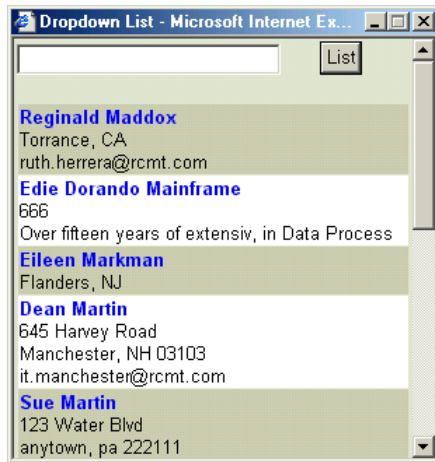 Dropdown List - Microsoft Internet Ex...
List
Reginald Maddox
Torrance, CA
ruth.herrera@rcmt.com
Edie Dorando Mainframe
666
Over fifteen years of extensiv, in Data Process
Eileen Markman
Flanders, NJ
Dean Martin
645 Harvey Road
Manchester, NH 03103
it.manchester@rcmt.com
Sue Martin
123 Water Blvd
anytown, pa 222111